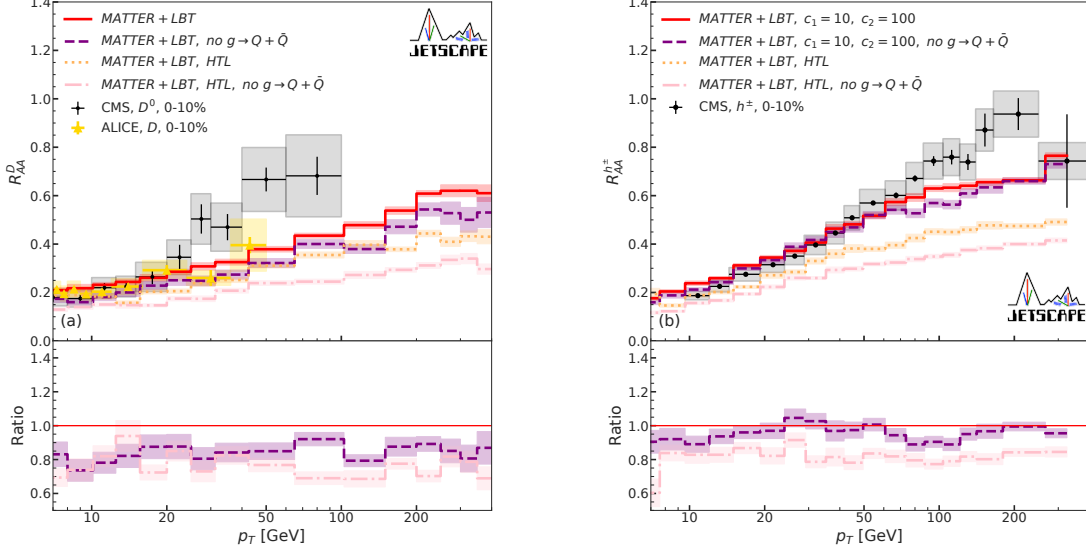 MATTER+LBT
MATTER+LBT, no g→Q+Q̄
MATTER+LBT, HTL
MATTER+LBT, HTL, no g→Q+Q̄
CMS, D⁰, 0-10%
ALICE, D, 0-10%
JETSCAPE
1.4
1.2
1.0
0.8
0.6
0.4
0.2
0.0
R_AA^D
(a)
1.4
1.2
1.0
0.8
0.6
Ratio
10 20 50 100 200
p_T [GeV]
MATTER+LBT, c₁=10, c₂=100
MATTER+LBT, c₁=10, c₂=100, no g→Q+Q̄
MATTER+LBT, HTL
MATTER+LBT, HTL, no g→Q+Q̄
CMS, h±, 0-10%
JETSCAPE
1.4
1.2
1.0
0.8
0.6
0.4
0.2
0.0
R_AA^h±
(b)
1.4
1.2
1.0
0.8
0.6
Ratio
10 20 50 100 200
p_T [GeV]